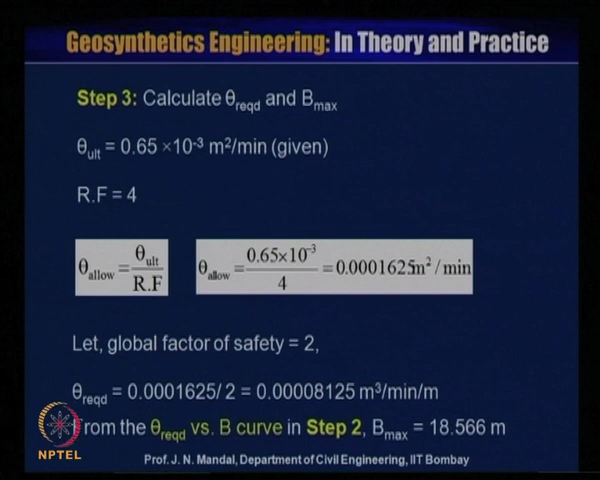 Geosynthetics Engineering: In Theory and Practice
Step 3: Calculate θreqd and Bmax
θult = 0.65 ×10-3 m2/min (given)
R.F = 4
θallow = θult / R.F
θallow = 0.65×10-3 / 4 = 0.0001625m2/min
Let, global factor of safety = 2,
θreqd = 0.0001625/ 2 = 0.00008125 m3/min/m
From the θreqd vs. B curve in Step 2, Bmax = 18.566 m
NPTEL
Prof. J. N. Mandal, Department of Civil Engineering, IIT Bombay